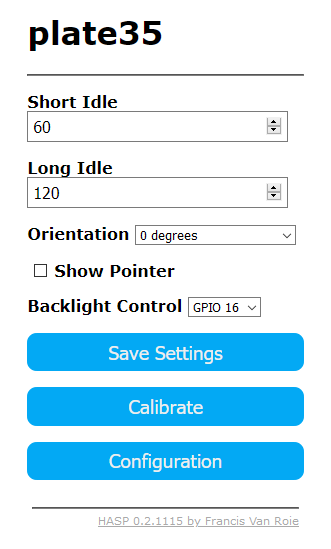 plate35
Short Idle
60
Long Idle
120
Orientation 0 degrees
Show Pointer
Backlight Control GPIO 16
Save Settings
Calibrate
Configuration
HASP 0.2.1115 by Francis Van Roie